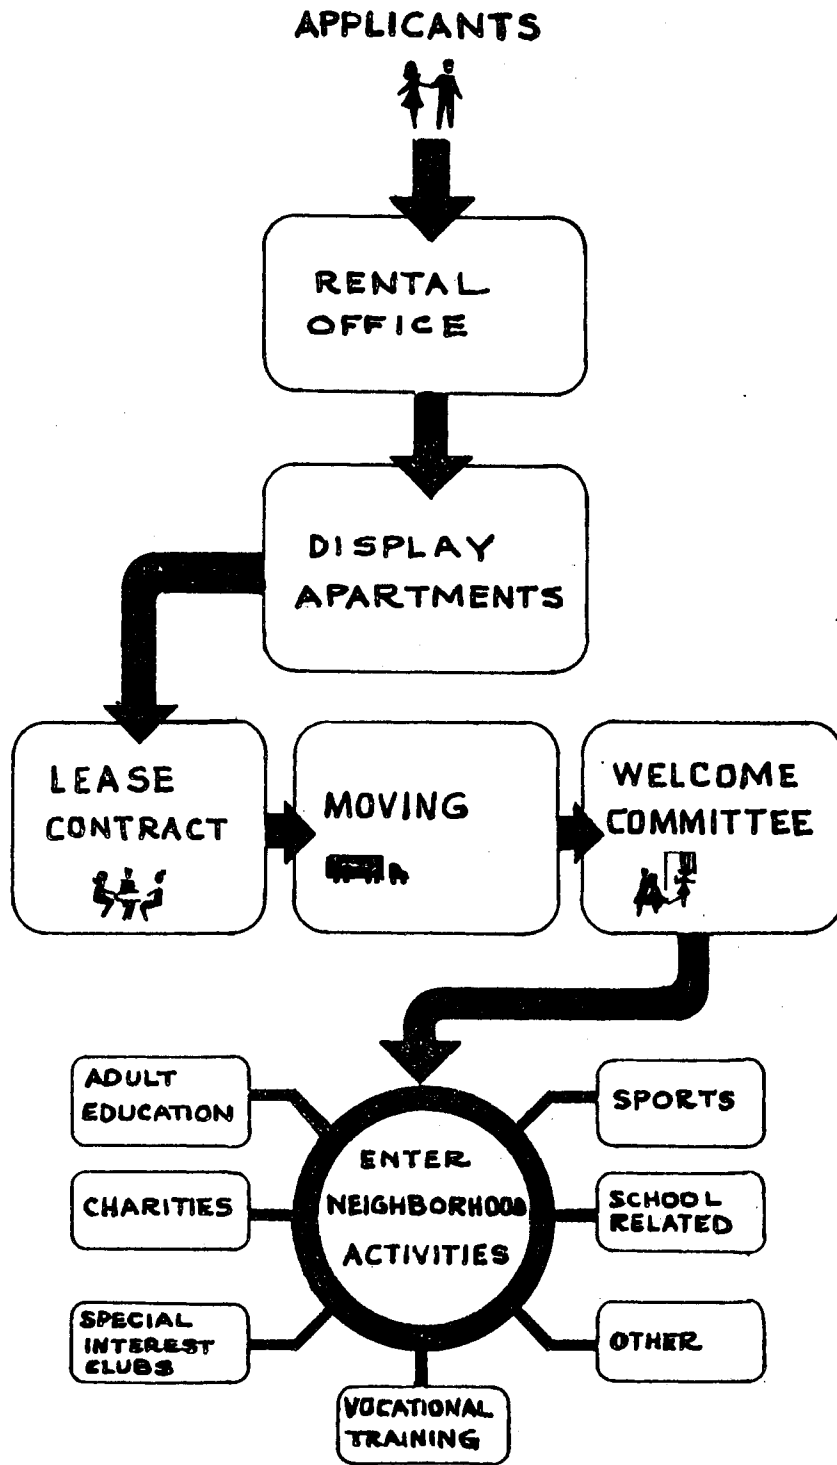 APPLICANTS
RENTAL
OFFICE
DISPLAY
APARTMENTS
LEASE
CONTRACT
MOVING
WELCOME
COMMITTEE
ADULT
EDUCATION
CHARITIES
SPECIAL
INTEREST
CLUBS
ENTER
NEIGHBORHOOD
ACTIVITIES
SPORTS
SCHOOL
RELATED
OTHER
VOCATIONAL
TRAINING